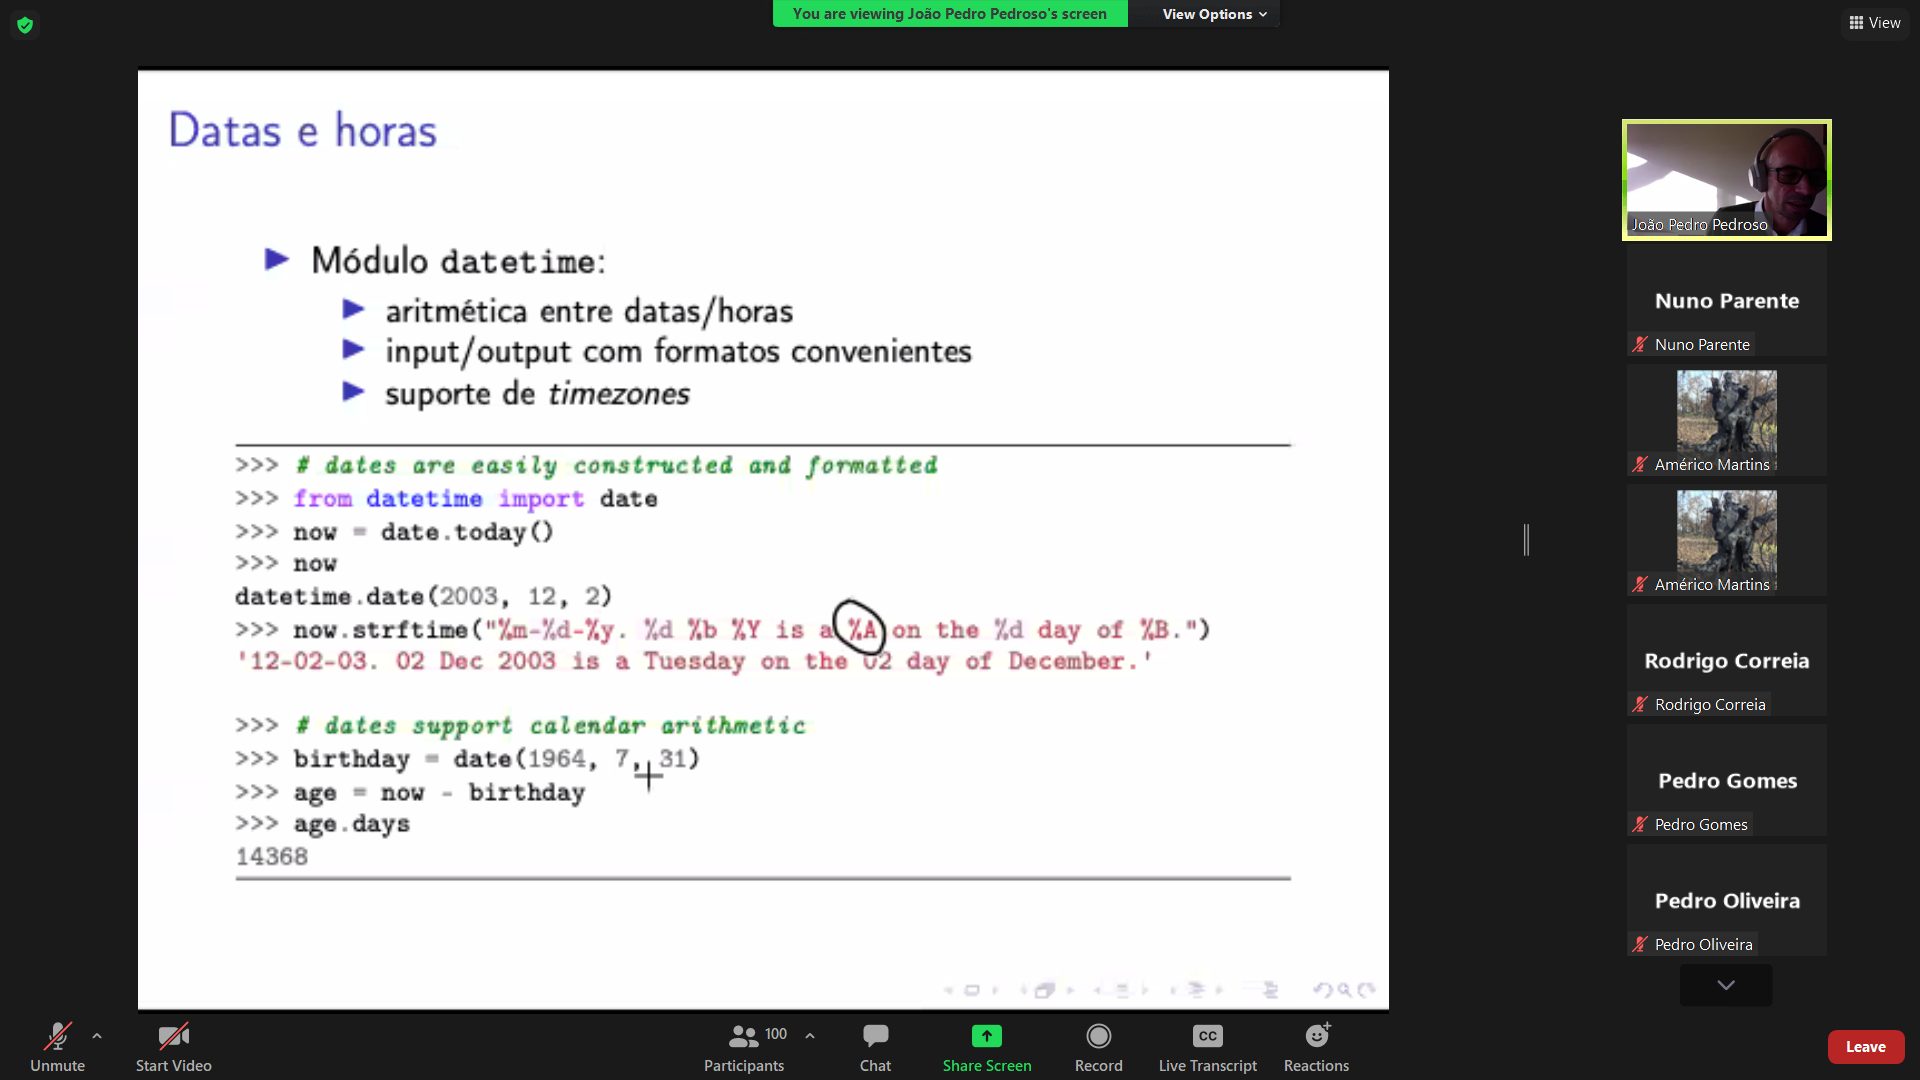 You are viewing João Pedro Pedroso's screen
View Options
View
Datas e horas
Módulo datetime:
aritmética entre datas/horas
input/output com formatos convenientes
suporte de timezones
>>> # dates are easily constructed and formatted
>>> from datetime import date
>>> now = date.today()
>>> now
datetime.date(2003, 12, 2)
>>> now.strftime("%m-%d-%y. %d %b %Y is a %A on the %d day of %B.")
'12-02-03. 02 Dec 2003 is a Tuesday on the 02 day of December.'
>>> # dates support calendar arithmetic
>>> birthday = date(1964, 7, 31)
>>> age = now - birthday
>>> age.days
14368
João Pedro Pedroso
Nuno Parente
Nuno Parente
Américo Martins
Américo Martins
Rodrigo Correia
Rodrigo Correia
Pedro Gomes
Pedro Gomes
Pedro Oliveira
Pedro Oliveira
Unmute
Start Video
Participants
100
Chat
Share Screen
Record
CC
Live Transcript
Reactions
Leave